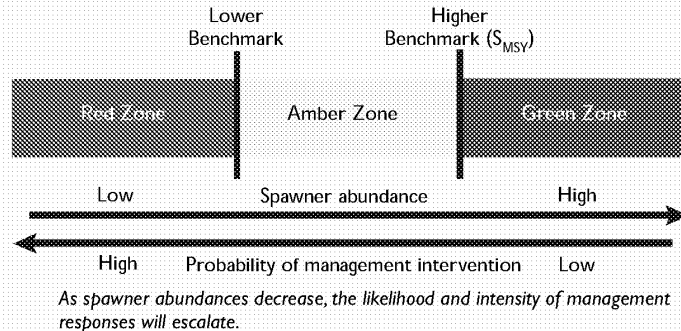 Lower
Benchmark
Higher
Benchmark (SMSY)
Red Zone
Amber Zone
Green Zone
Low Spawner abundance High
High Probability of management intervention Low
As spawner abundances decrease, the likelihood and intensity of management
responses will escalate.